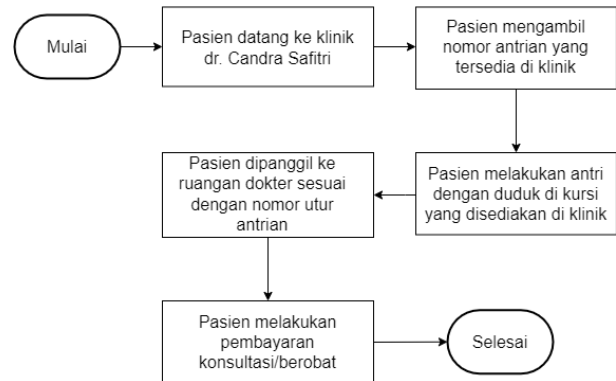 Mulai
Pasien datang ke klinik
dr. Candra Safitri
Pasien mengambil
nomor antrian yang
tersedia di klinik
Pasien melakukan antri
dengan duduk di kursi
yang disediakan di klinik
Pasien dipanggil ke
ruangan dokter sesuai
dengan nomor utur
antrian
Pasien melakukan
pembayaran
konsultasi/berobat
Selesai